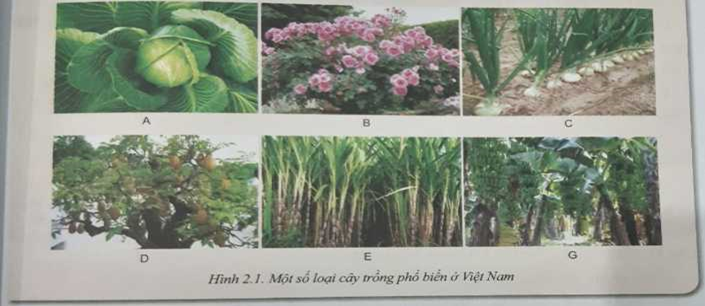 A
B
C
D
E
G
Hình 2.1. Một số loại cây trồng phổ biến ở Việt Nam